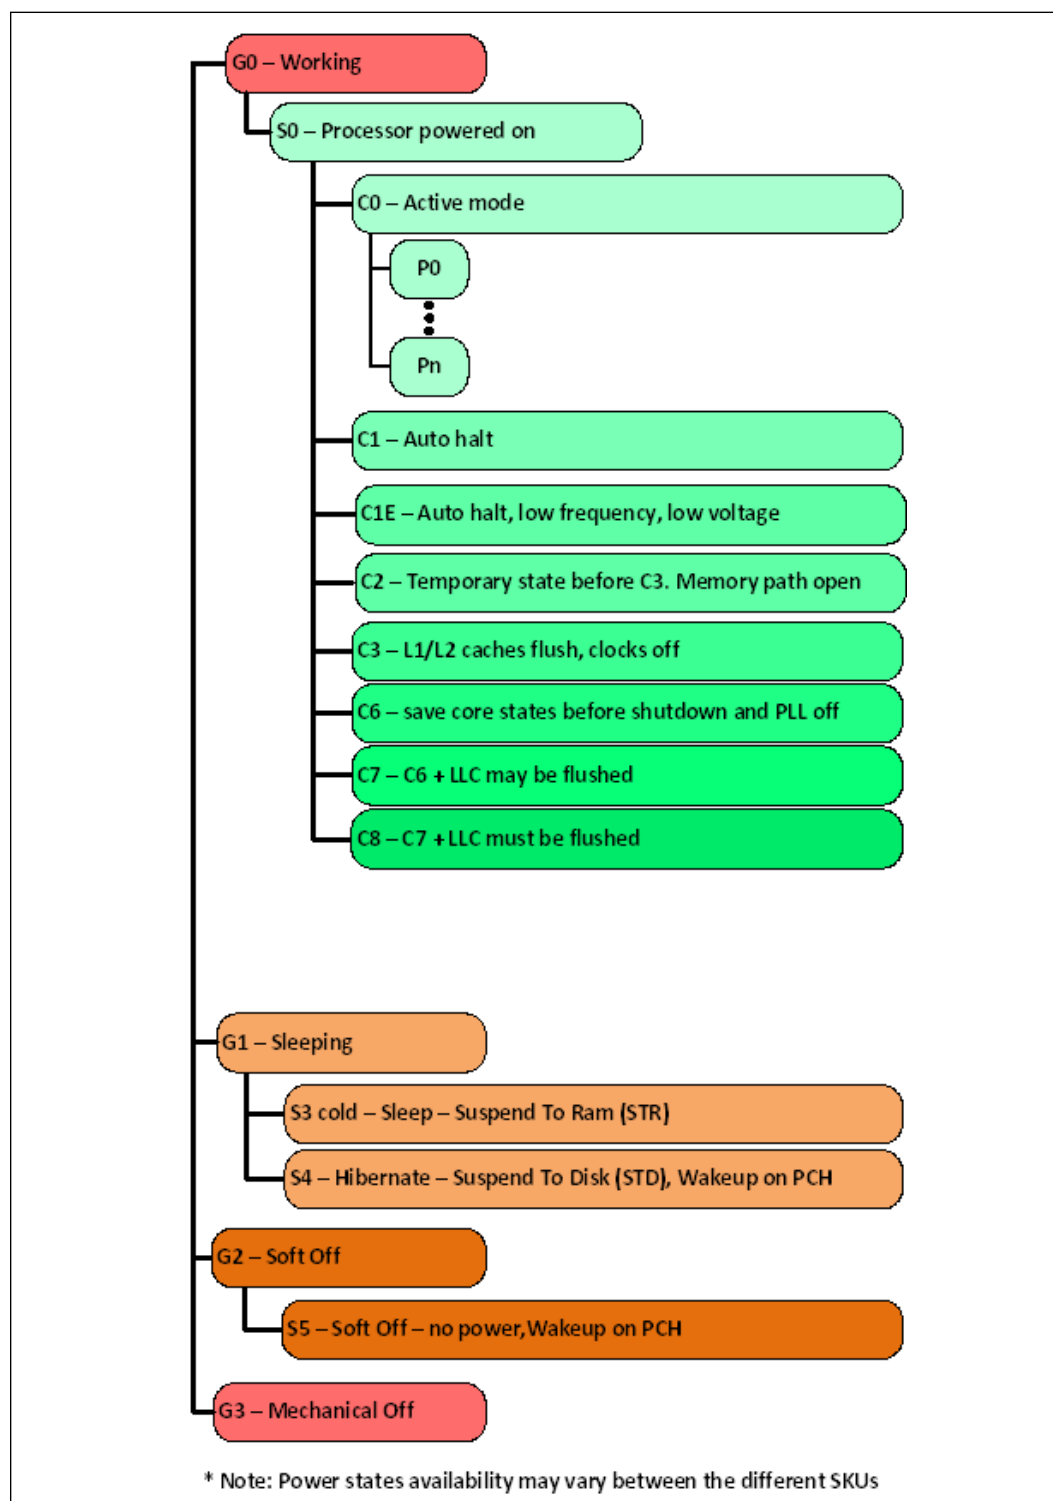 G0 – Working
S0 – Processor powered on
C0 – Active mode
P0
Pn
C1 – Auto halt
C1E – Auto halt, low frequency, low voltage
C2 – Temporary state before C3. Memory path open
C3 – L1/L2 caches flush, clocks off
C6 – save core states before shutdown and PLL off
C7 – C6 + LLC may be flushed
C8 – C7 + LLC must be flushed
G1 – Sleeping
S3 cold – Sleep – Suspend To Ram (STR)
S4 – Hibernate – Suspend To Disk (STD), Wakeup on PCH
G2 – Soft Off
S5 – Soft Off – no power,Wakeup on PCH
G3 – Mechanical Off
* Note: Power states availability may vary between the different SKUs